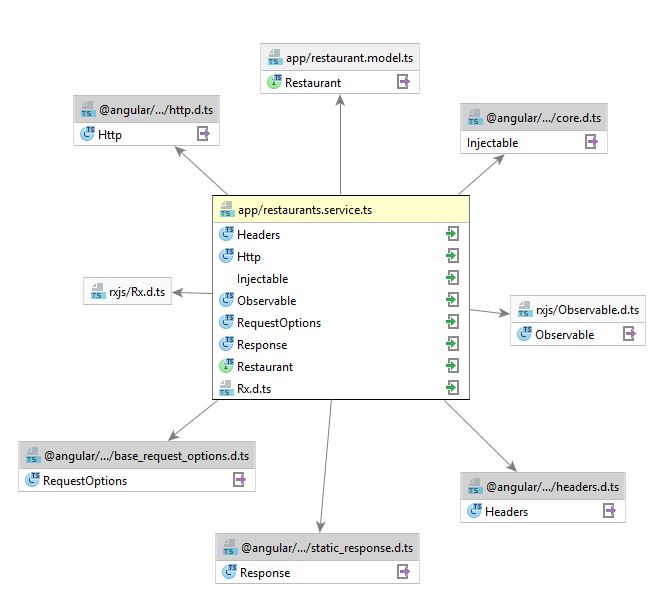 app/restaurant.model.ts
Restaurant
@angular/.../http.d.ts
Http
@angular/.../core.d.ts
Injectable
app/restaurants.service.ts
Headers
Http
Injectable
Observable
RequestOptions
Response
Restaurant
Rx.d.ts
rxjs/Rx.d.ts
rxjs/Observable.d.ts
Observable
@angular/.../base_request_options.d.ts
RequestOptions
@angular/.../headers.d.ts
Headers
@angular/.../static_response.d.ts
Response